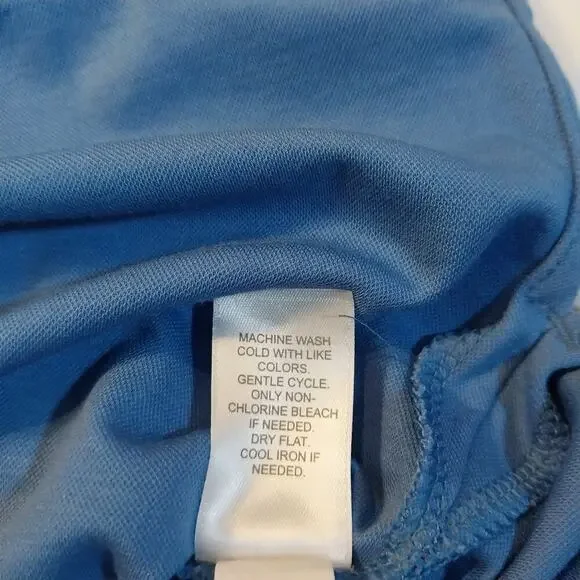 MACHINE WASH
COLD WITH LIKE
COLORS.
GENTLE CYCLE.
ONLY NON-
CHLORINE BLEACH
IF NEEDED.
DRY FLAT.
COOL IRON IF
NEEDED.